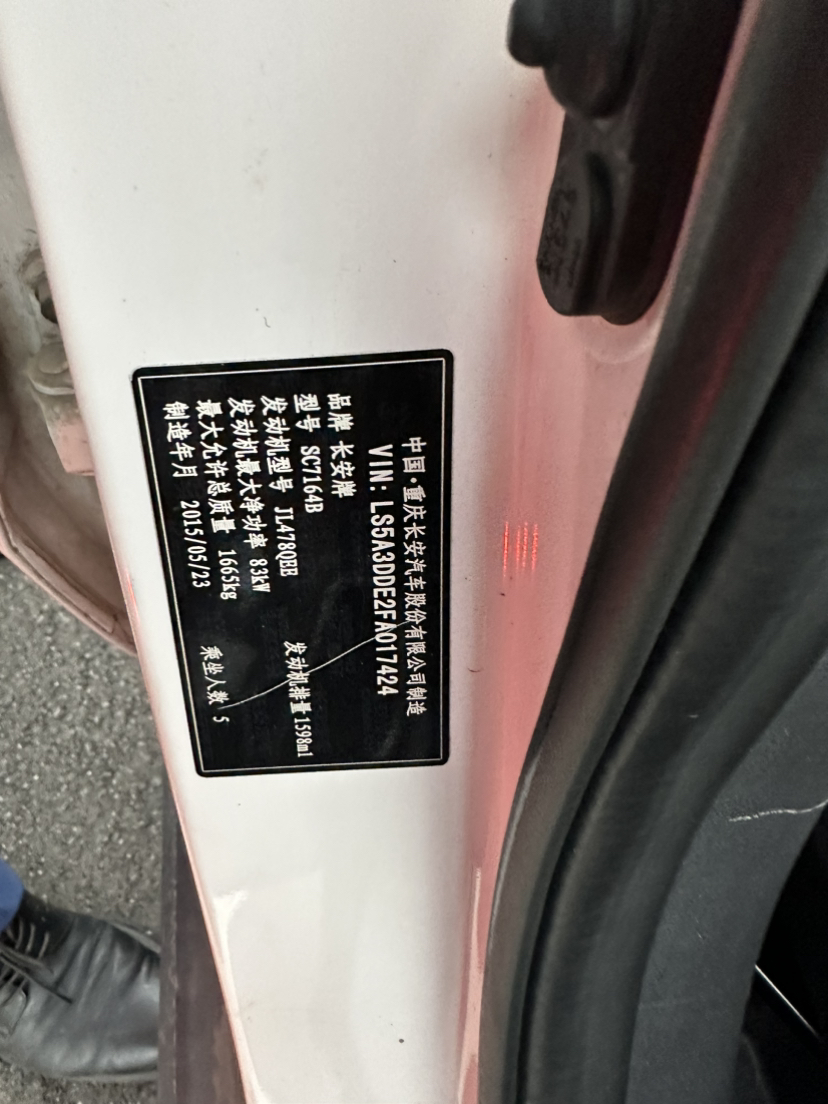 中国·重庆长安汽车股份有限公司制造
VIN: LS5A3DDE2FA017424
品牌 长安牌
型号 SC7164B
发动机型号 JL478QEE 发动机排量 1598ml
发动机最大净功率 83kW
最大允许总质量 1665kg 乘坐人数 5
制造年月 2015/05/23